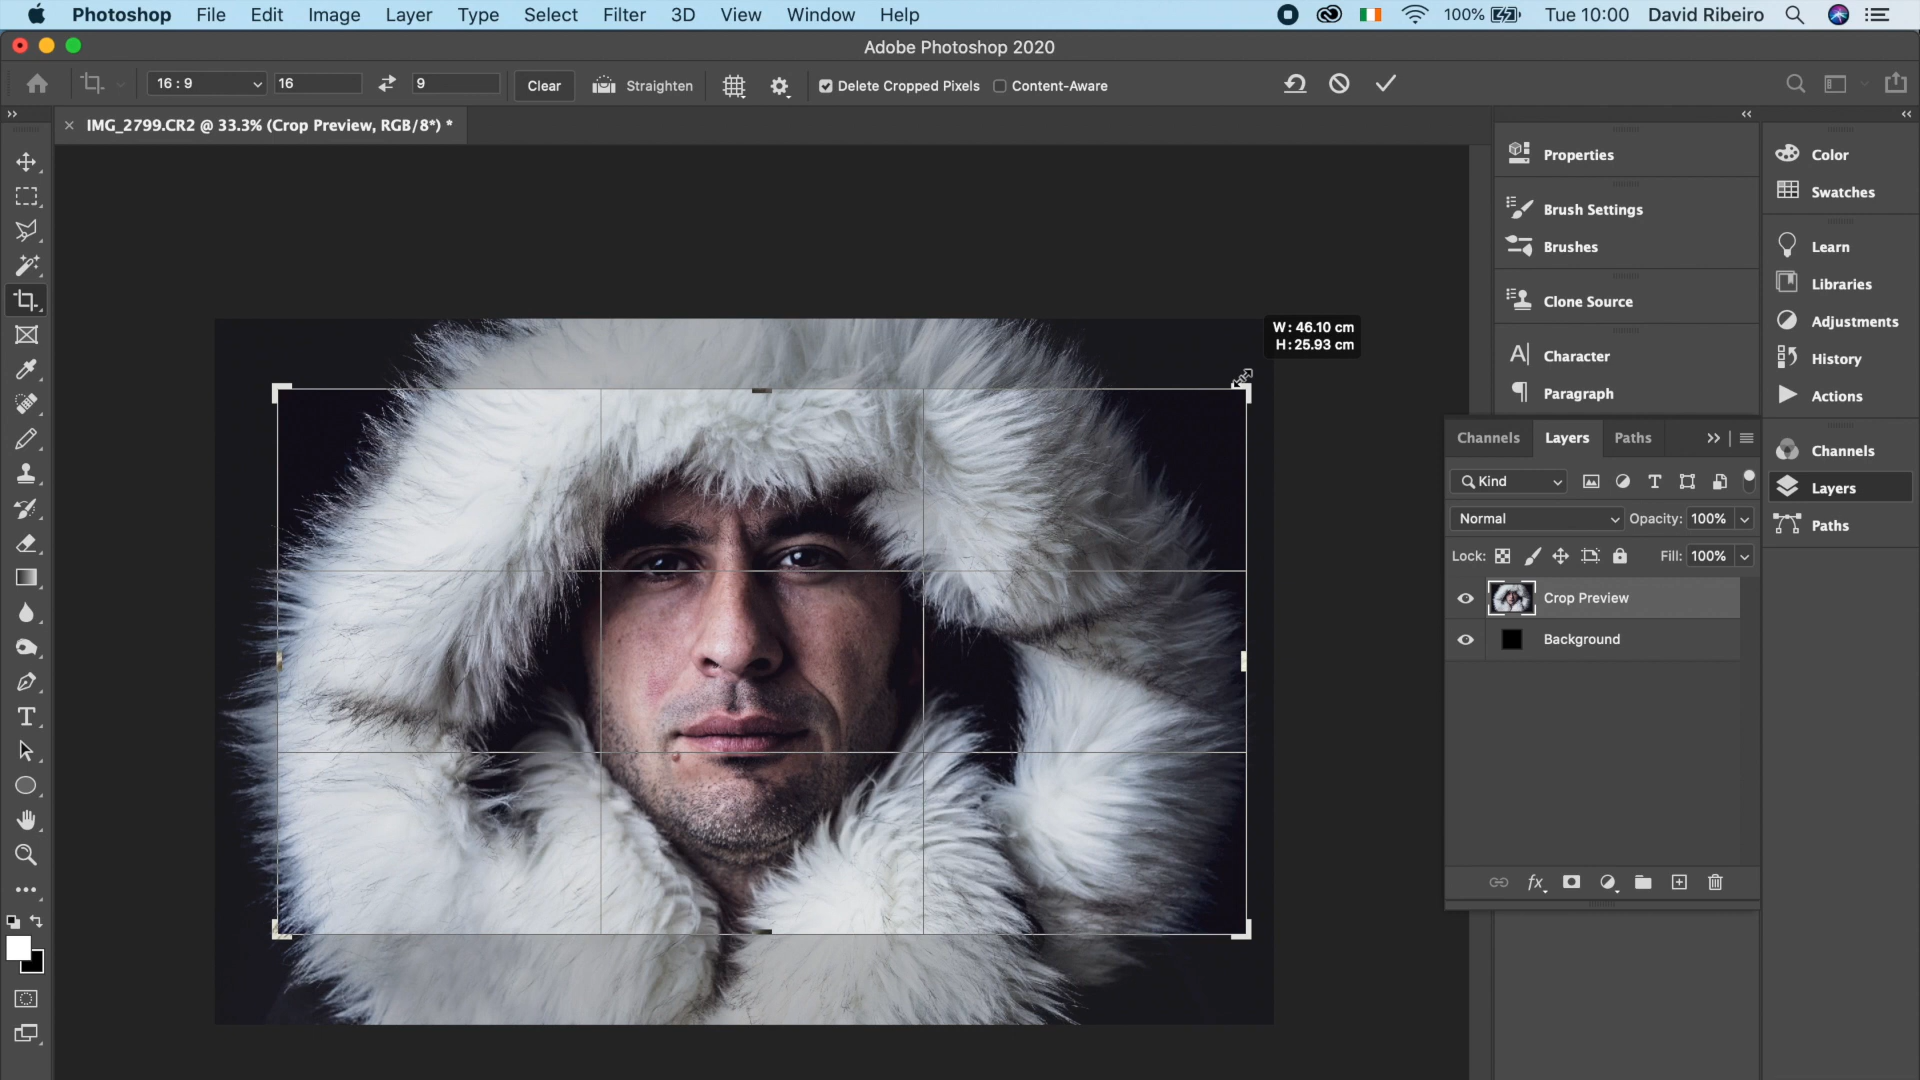 Photoshop File Edit Image Layer Type Select Filter 3D View Window Help 100% Tue 10:00 David Ribeiro
Adobe Photoshop 2020
16 : 9 16 9 Clear Straighten Delete Cropped Pixels Content-Aware
IMG_2799.CR2 @ 33.3% (Crop Preview, RGB/8*) *
W : 46.10 cm
H : 25.93 cm
Properties
Brush Settings
Brushes
Clone Source
Character
Paragraph
Color
Swatches
Learn
Libraries
Adjustments
History
Actions
Channels
Layers
Paths
Channels Layers Paths
Kind
Normal Opacity: 100%
Lock: Fill: 100%
Crop Preview
Background